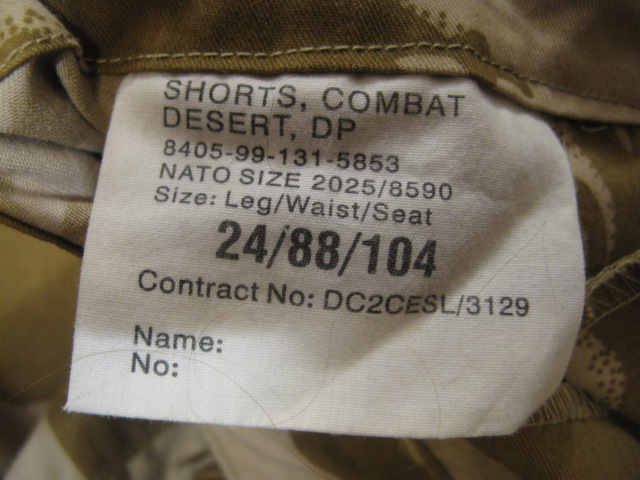 SHORTS, COMBAT
DESERT, DP
8405-99-131-5853
NATO SIZE 2025/8590
Size: Leg/Waist/Seat
24/88/104
Contract No: DC2CESL/3129
Name:
No: